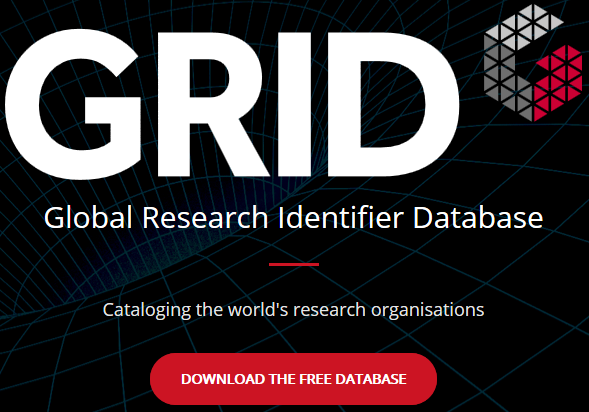 GRID
Global Research Identifier Database
Cataloging the world's research organisations
DOWNLOAD THE FREE DATABASE